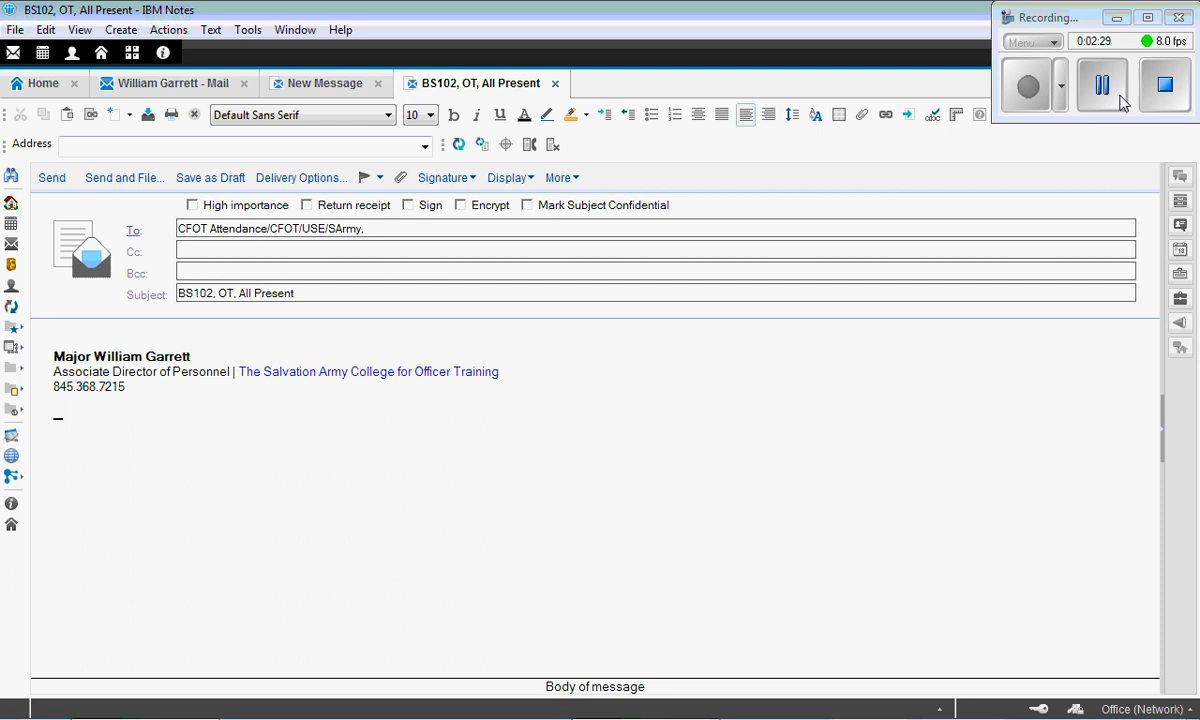 BS102, OT, All Present - IBM Notes
Recording...
File Edit View Create Actions Text Tools Window Help
Menu 0:02:29 8.0 fps
Home William Garrett - Mail New Message BS102, OT, All Present
Default Sans Serif 10 b i u A
Address
Send Send and File... Save as Draft Delivery Options... Signature Display More
High importance Return receipt Sign Encrypt Mark Subject Confidential
To: CFOT Attendance/CFOT/USE/SArmy,
Cc:
Bcc:
Subject: BS102, OT, All Present
Major William Garrett
Associate Director of Personnel | The Salvation Army College for Officer Training
845.368.7215
Body of message
Office (Network)